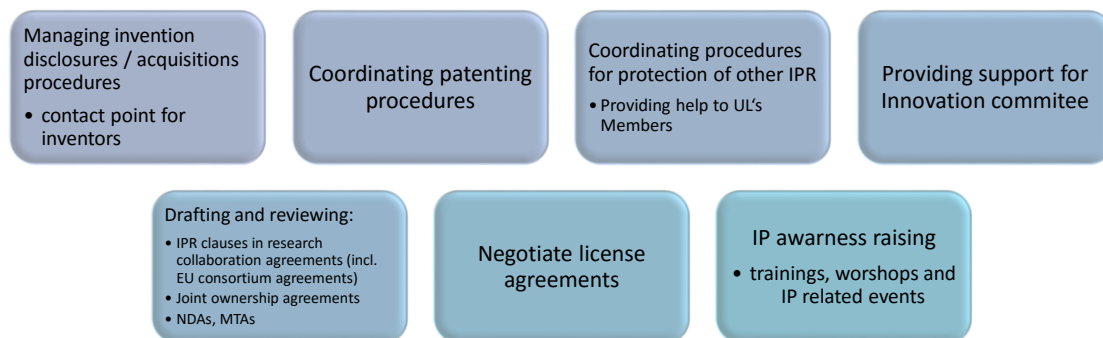 Managing invention
disclosures / acquisitions
procedures
• contact point for
inventors
Coordinating patenting
procedures
Coordinating procedures
for protection of other IPR
• Providing help to UL‘s
Members
Providing support for
Innovation commitee
Drafting and reviewing:
• IPR clauses in research
collaboration agreements (incl.
EU consortium agreements)
• Joint ownership agreements
• NDAs, MTAs
Negotiate license
agreements
IP awarness raising
• trainings, worshops and
IP related events